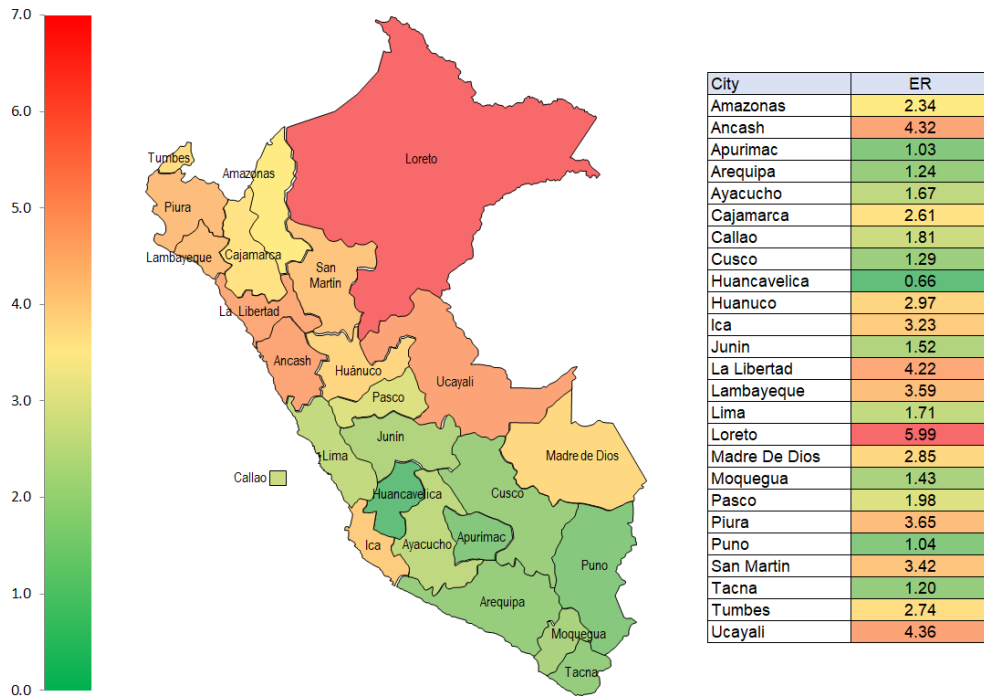 7.0
6.0
5.0
4.0
3.0
2.0
1.0
0.0
Loreto
Tumbes
Amazonas
Piura
Lambayeque
Cajamarca
San
Martin
La Libertad
Ancash
Huánuco
Ucayali
Pasco
Junin
Lima
Madre de Dios
Callao
Huancavelica
Cusco
Ica
Ayacucho
Apurimac
Puno
Arequipa
Moquegua
Tacna
City ER
Amazonas 2.34
Ancash 4.32
Apurimac 1.03
Arequipa 1.24
Ayacucho 1.67
Cajamarca 2.61
Callao 1.81
Cusco 1.29
Huancavelica 0.66
Huanuco 2.97
Ica 3.23
Junin 1.52
La Libertad 4.22
Lambayeque 3.59
Lima 1.71
Loreto 5.99
Madre De Dios 2.85
Moquegua 1.43
Pasco 1.98
Piura 3.65
Puno 1.04
San Martin 3.42
Tacna 1.20
Tumbes 2.74
Ucayali 4.36